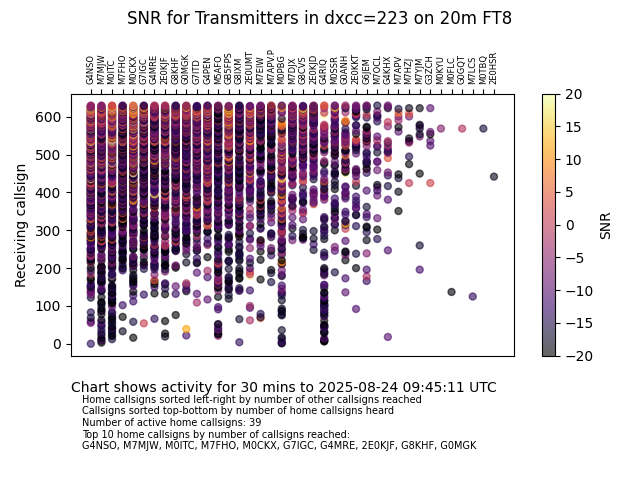 SNR for Transmitters in dxcc=223 on 20m FT8
G4NSO M7MJW M0ITC M7FHO M0CKX G7IGC G4MRE 2E0KJF G8KHF G0MGK G7ITD G4PEN M5AFO GB5FPS G8IXM 2E0UMT M7EIW M7APV.P M0PBG M7DJX G8CVS 2E0KJD G4RIQ M0SSR G0ANH 2E0KKT G6JEM M7OCL G4KHX M7APV M7HZJ M7YJM G3ZCH M0KYU M0FLC G0GQT M7LCS M0TBQ 2E0HSR
Receiving callsign
600
500
400
300
200
100
0
20
15
10
5
0
−5
−10
−15
−20
SNR
Chart shows activity for 30 mins to 2025-08-24 09:45:11 UTC
Home callsigns sorted left-right by number of other callsigns reached
Callsigns sorted top-bottom by number of home callsigns heard
Number of active home callsigns: 39
Top 10 home callsigns by number of callsigns reached:
G4NSO, M7MJW, M0ITC, M7FHO, M0CKX, G7IGC, G4MRE, 2E0KJF, G8KHF, G0MGK